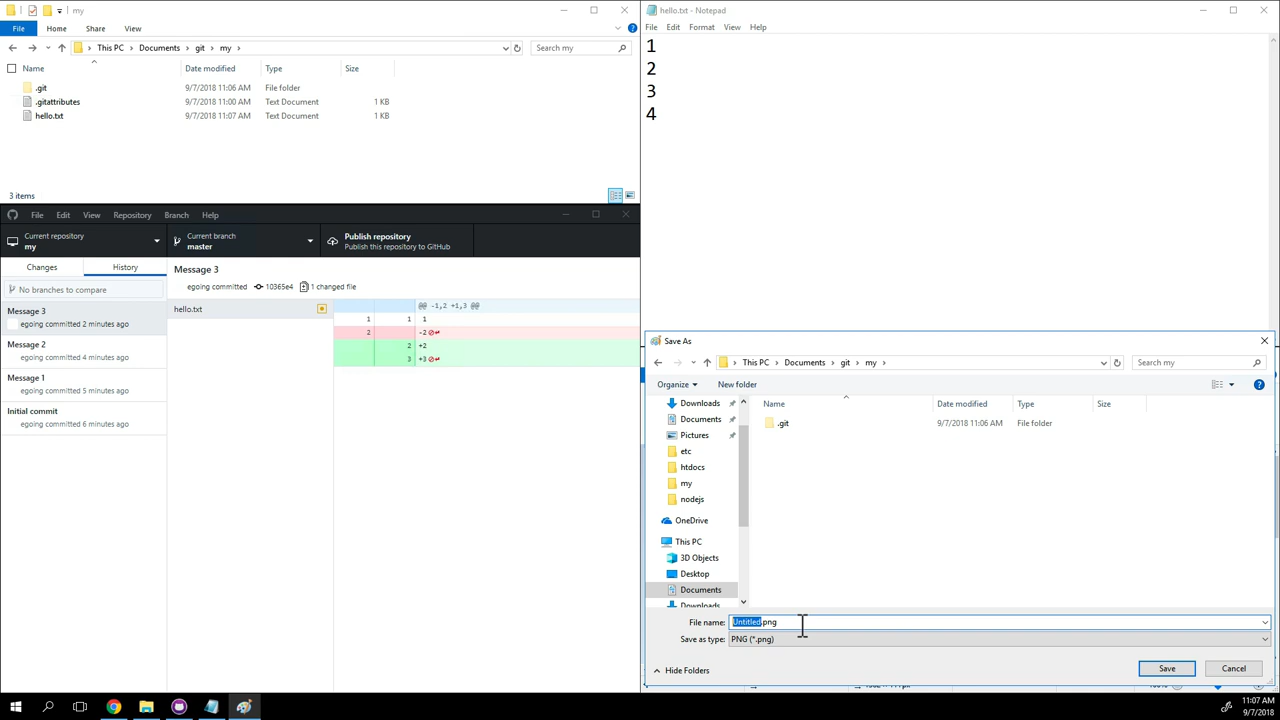 my
File
Home
Share
View
This PC
Documents
git
my
Search my
Name
Date modified
Type
Size
.git
9/7/2018 11:06 AM
File folder
.gitattributes
9/7/2018 11:00 AM
Text Document
1 KB
hello.txt
9/7/2018 11:07 AM
Text Document
1 KB
3 items
File
Edit
View
Repository
Branch
Help
Current repository
my
Current branch
master
Publish repository
Publish this repository to GitHub
Changes
History
No branches to compare
Message 3
egoing committed 2 minutes ago
Message 2
egoing committed 4 minutes ago
Message 1
egoing committed 5 minutes ago
Initial commit
egoing committed 6 minutes ago
Message 3
egoing committed
10365e4
1 changed file
hello.txt
@@ -1,2 +1,3 @@
1 1 1
2 -2
2 +2
3 +3
hello.txt - Notepad
File
Edit
Format
View
Help
1
2
3
4
Save As
This PC
Documents
git
my
Search my
Organize
New folder
Name
Date modified
Type
Size
.git
9/7/2018 11:06 AM
File folder
Downloads
Documents
Pictures
etc
htdocs
my
nodejs
OneDrive
This PC
3D Objects
Desktop
Documents
Downloads
File name:
Untitled.png
Save as type:
PNG (*.png)
Hide Folders
Save
Cancel
11:07 AM
9/7/2018